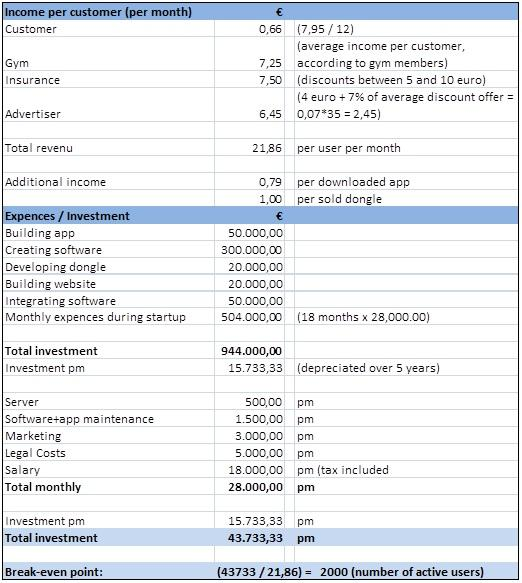 Income per customer (per month) €
Customer 0,66 (7,95 / 12)
(average income per customer,
Gym 7,25 according to gym members)
Insurance 7,50 (discounts between 5 and 10 euro)
(4 euro + 7% of average discount offer =
Advertiser 6,45 0,07*35 = 2,45)
Total revenu 21,86 per user per month
Additional income 0,79 per downloaded app
1,00 per sold dongle
Expences / Investment €
Building app 50.000,00
Creating software 300.000,00
Developing dongle 20.000,00
Building website 20.000,00
Integrating software 50.000,00
Monthly expences during startup 504.000,00 (18 months x 28,000.00)
Total investment 944.000,00
Investment pm 15.733,33 (depreciated over 5 years)
Server 500,00 pm
Software+app maintenance 1.500,00 pm
Marketing 3.000,00 pm
Legal Costs 5.000,00 pm
Salary 18.000,00 pm (tax included
Total monthly 28.000,00 pm
Investment pm 15.733,33 pm
Total investment 43.733,33 pm
Break-even point: (43733 / 21,86) = 2000 (number of active users)